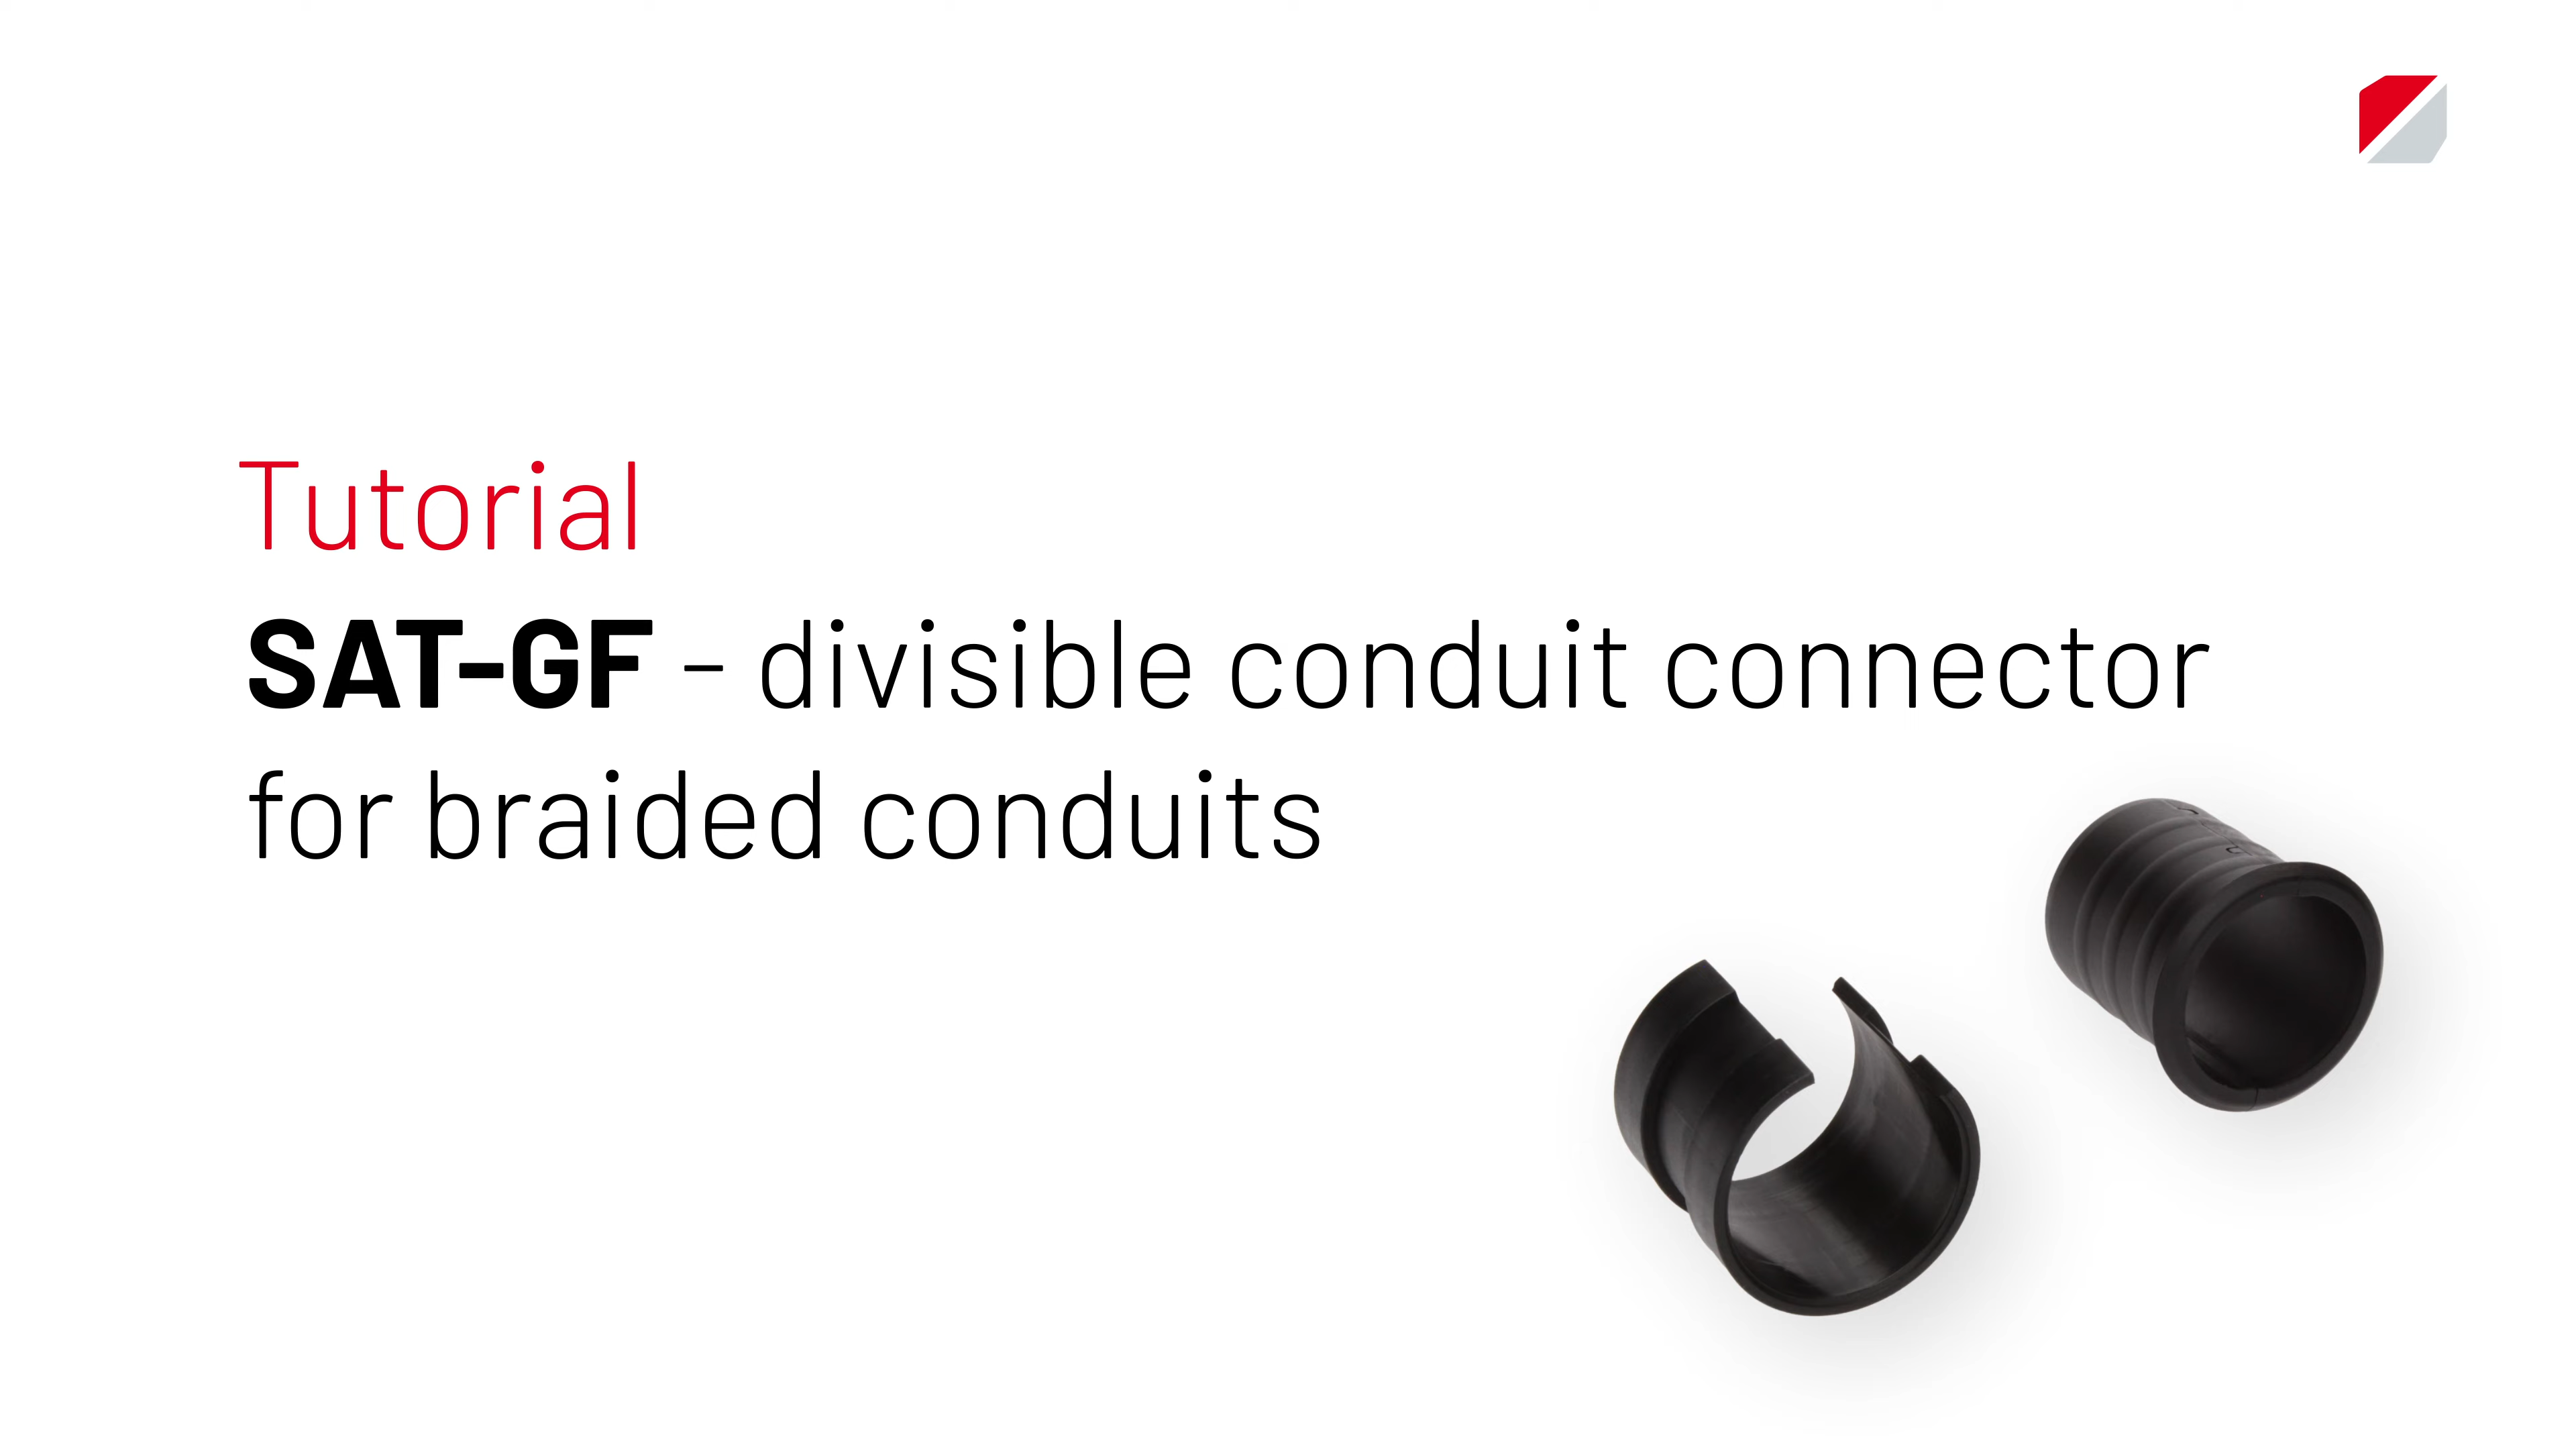 Tutorial
SAT-GF - divisible conduit connector
for braided conduits